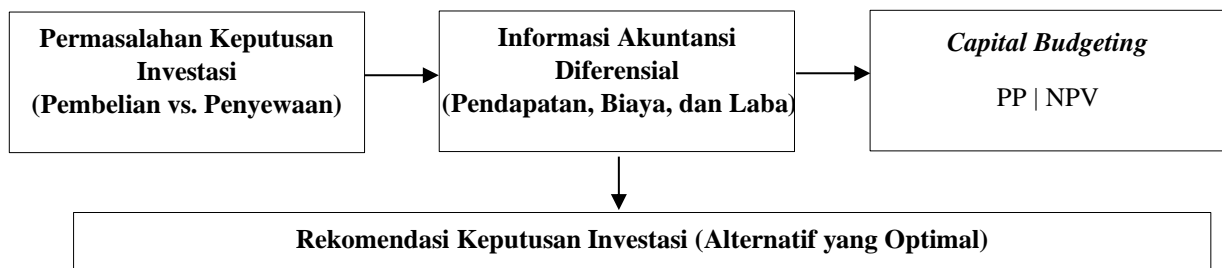 Permasalahan Keputusan
Investasi
(Pembelian vs. Penyewaan)
Informasi Akuntansi
Diferensial
(Pendapatan, Biaya, dan Laba)
Capital Budgeting
PP | NPV
Rekomendasi Keputusan Investasi (Alternatif yang Optimal)